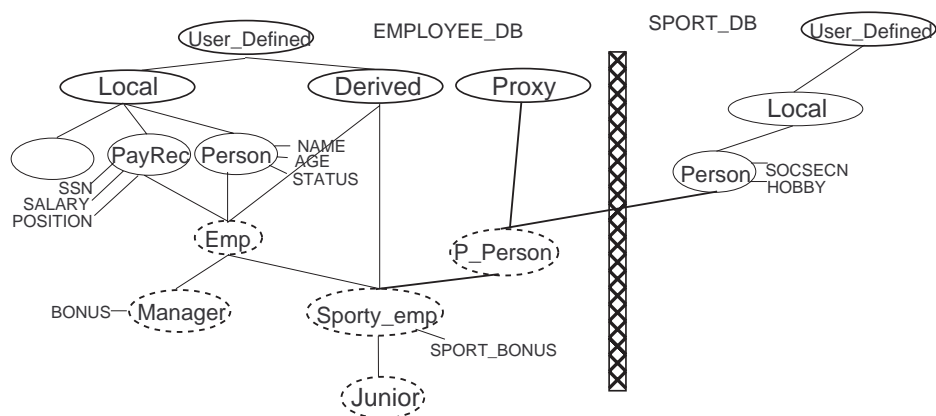 User_Defined
EMPLOYEE_DB
SPORT_DB
User_Defined
Local
Derived
Proxy
Local
PayRec
Person
NAME
AGE
STATUS
SSN
SALARY
POSITION
Person
SOCSECN
HOBBY
Emp
P_Person
BONUS
Manager
Sporty_emp
SPORT_BONUS
Junior